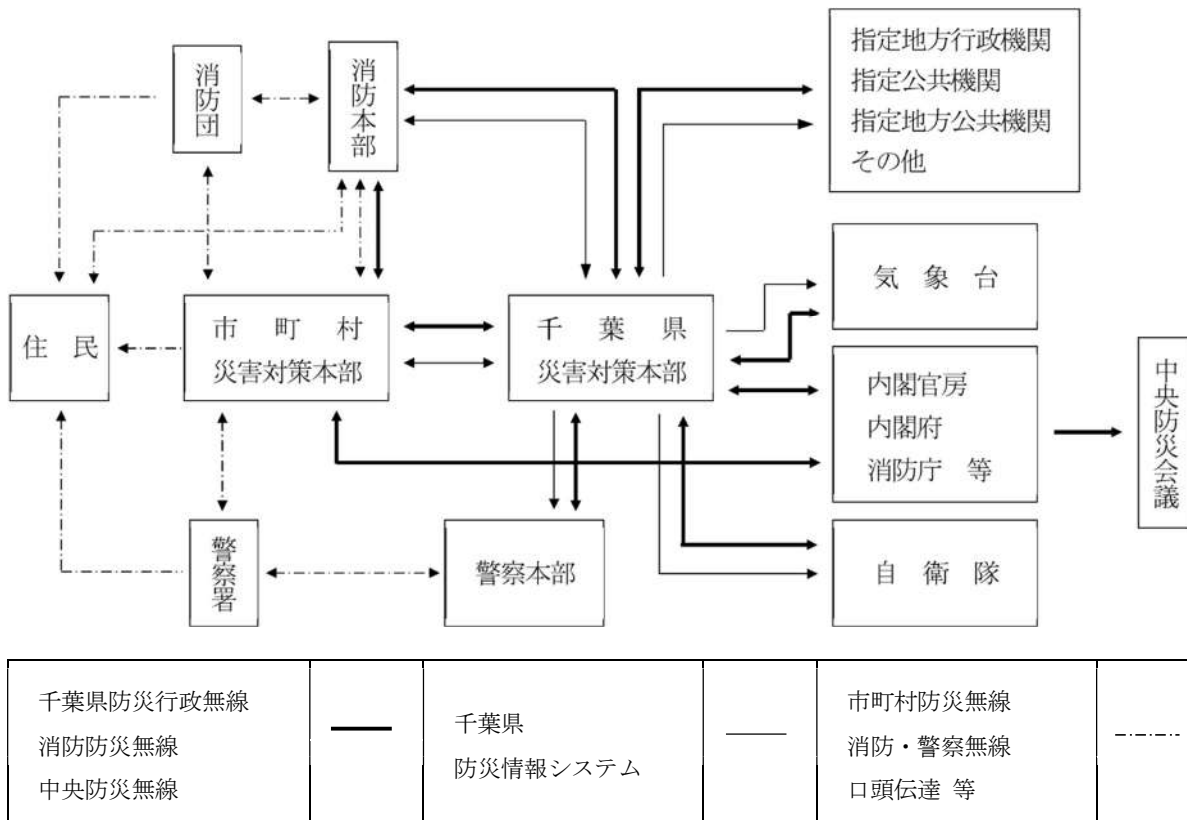 消防団
消防本部
指定地方行政機関
指定公共機関
指定地方公共機関
その他
気 象 台
住 民
市 町 村
災害対策本部
千 葉 県
災害対策本部
内閣官房
内閣府
消防庁 等
中央防災会議
警察署
警察本部
自 衛 隊
千葉県防災行政無線
消防防災無線
中央防災無線
千葉県
防災情報システム
市町村防災無線
消防・警察無線
口頭伝達 等